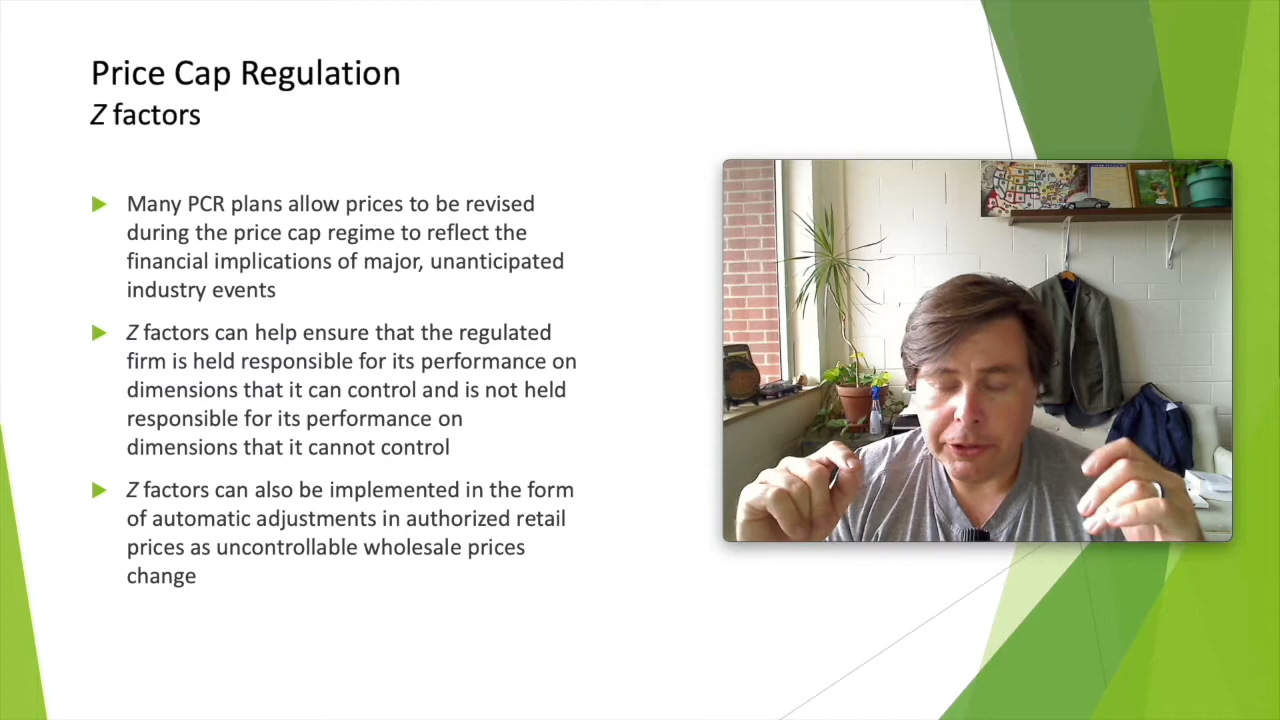 Price Cap Regulation
Z factors
Many PCR plans allow prices to be revised
during the price cap regime to reflect the
financial implications of major, unanticipated
industry events
Z factors can help ensure that the regulated
firm is held responsible for its performance on
dimensions that it can control and is not held
responsible for its performance on
dimensions that it cannot control
Z factors can also be implemented in the form
of automatic adjustments in authorized retail
prices as uncontrollable wholesale prices
change